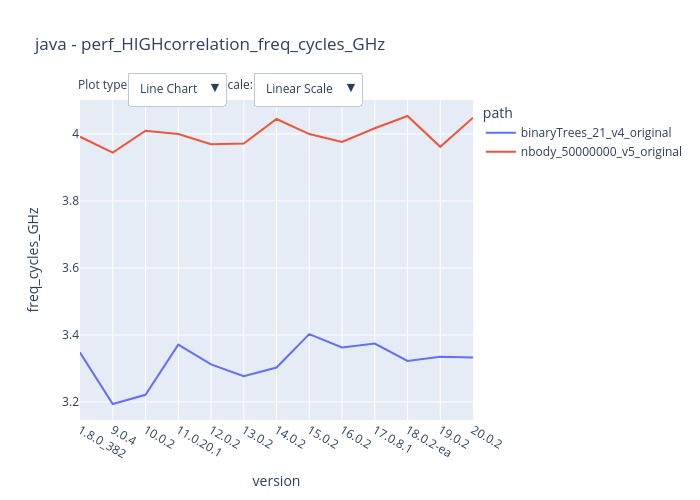 java - perf_HIGHcorrelation_freq_cycles_GHz
Plot type
Line Chart ▼
cale:
Linear Scale ▼
path
binaryTrees_21_v4_original
nbody_50000000_v5_original
4
3.8
3.6
3.4
3.2
freq_cycles_GHz
1.8.0_382
9.0.4
10.0.2
11.0.20.1
12.0.2
13.0.2
14.0.2
15.0.2
16.0.2
17.0.8.1
18.0.2-ea
19.0.2
20.0.2
version